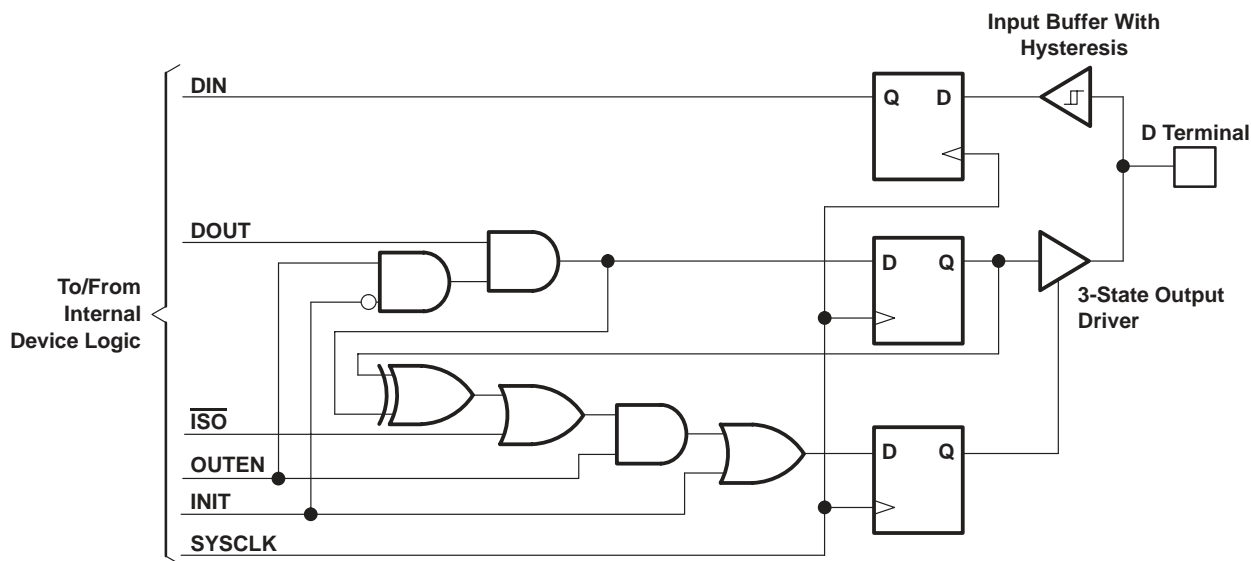 Input Buffer With
Hysteresis
DIN
Q D
D Terminal
DOUT
D Q
To/From
Internal
Device Logic
3-State Output
Driver
ISO
OUTEN
D Q
INIT
SYSCLK